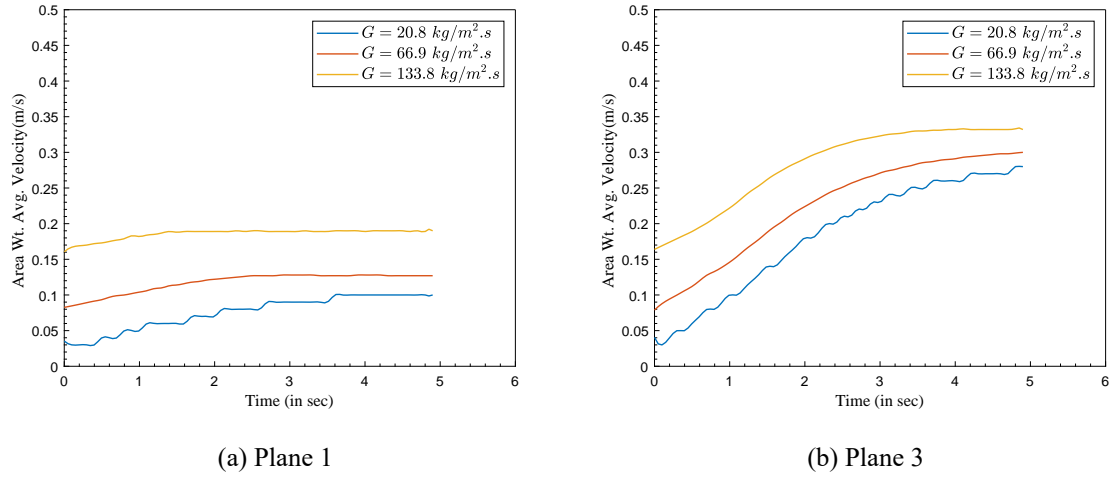 0.5
0.45
0.4
0.35
0.3
0.25
0.2
0.15
0.1
0.05
0
Area Wt. Avg. Velocity(m/s)
G = 20.8 kg/m².s
G = 66.9 kg/m².s
G = 133.8 kg/m².s
0 1 2 3 4 5 6
Time (in sec)
(a) Plane 1
0.5
0.45
0.4
0.35
0.3
0.25
0.2
0.15
0.1
0.05
0
Area Wt. Avg. Velocity(m/s)
G = 20.8 kg/m².s
G = 66.9 kg/m².s
G = 133.8 kg/m².s
0 1 2 3 4 5 6
Time (in sec)
(b) Plane 3